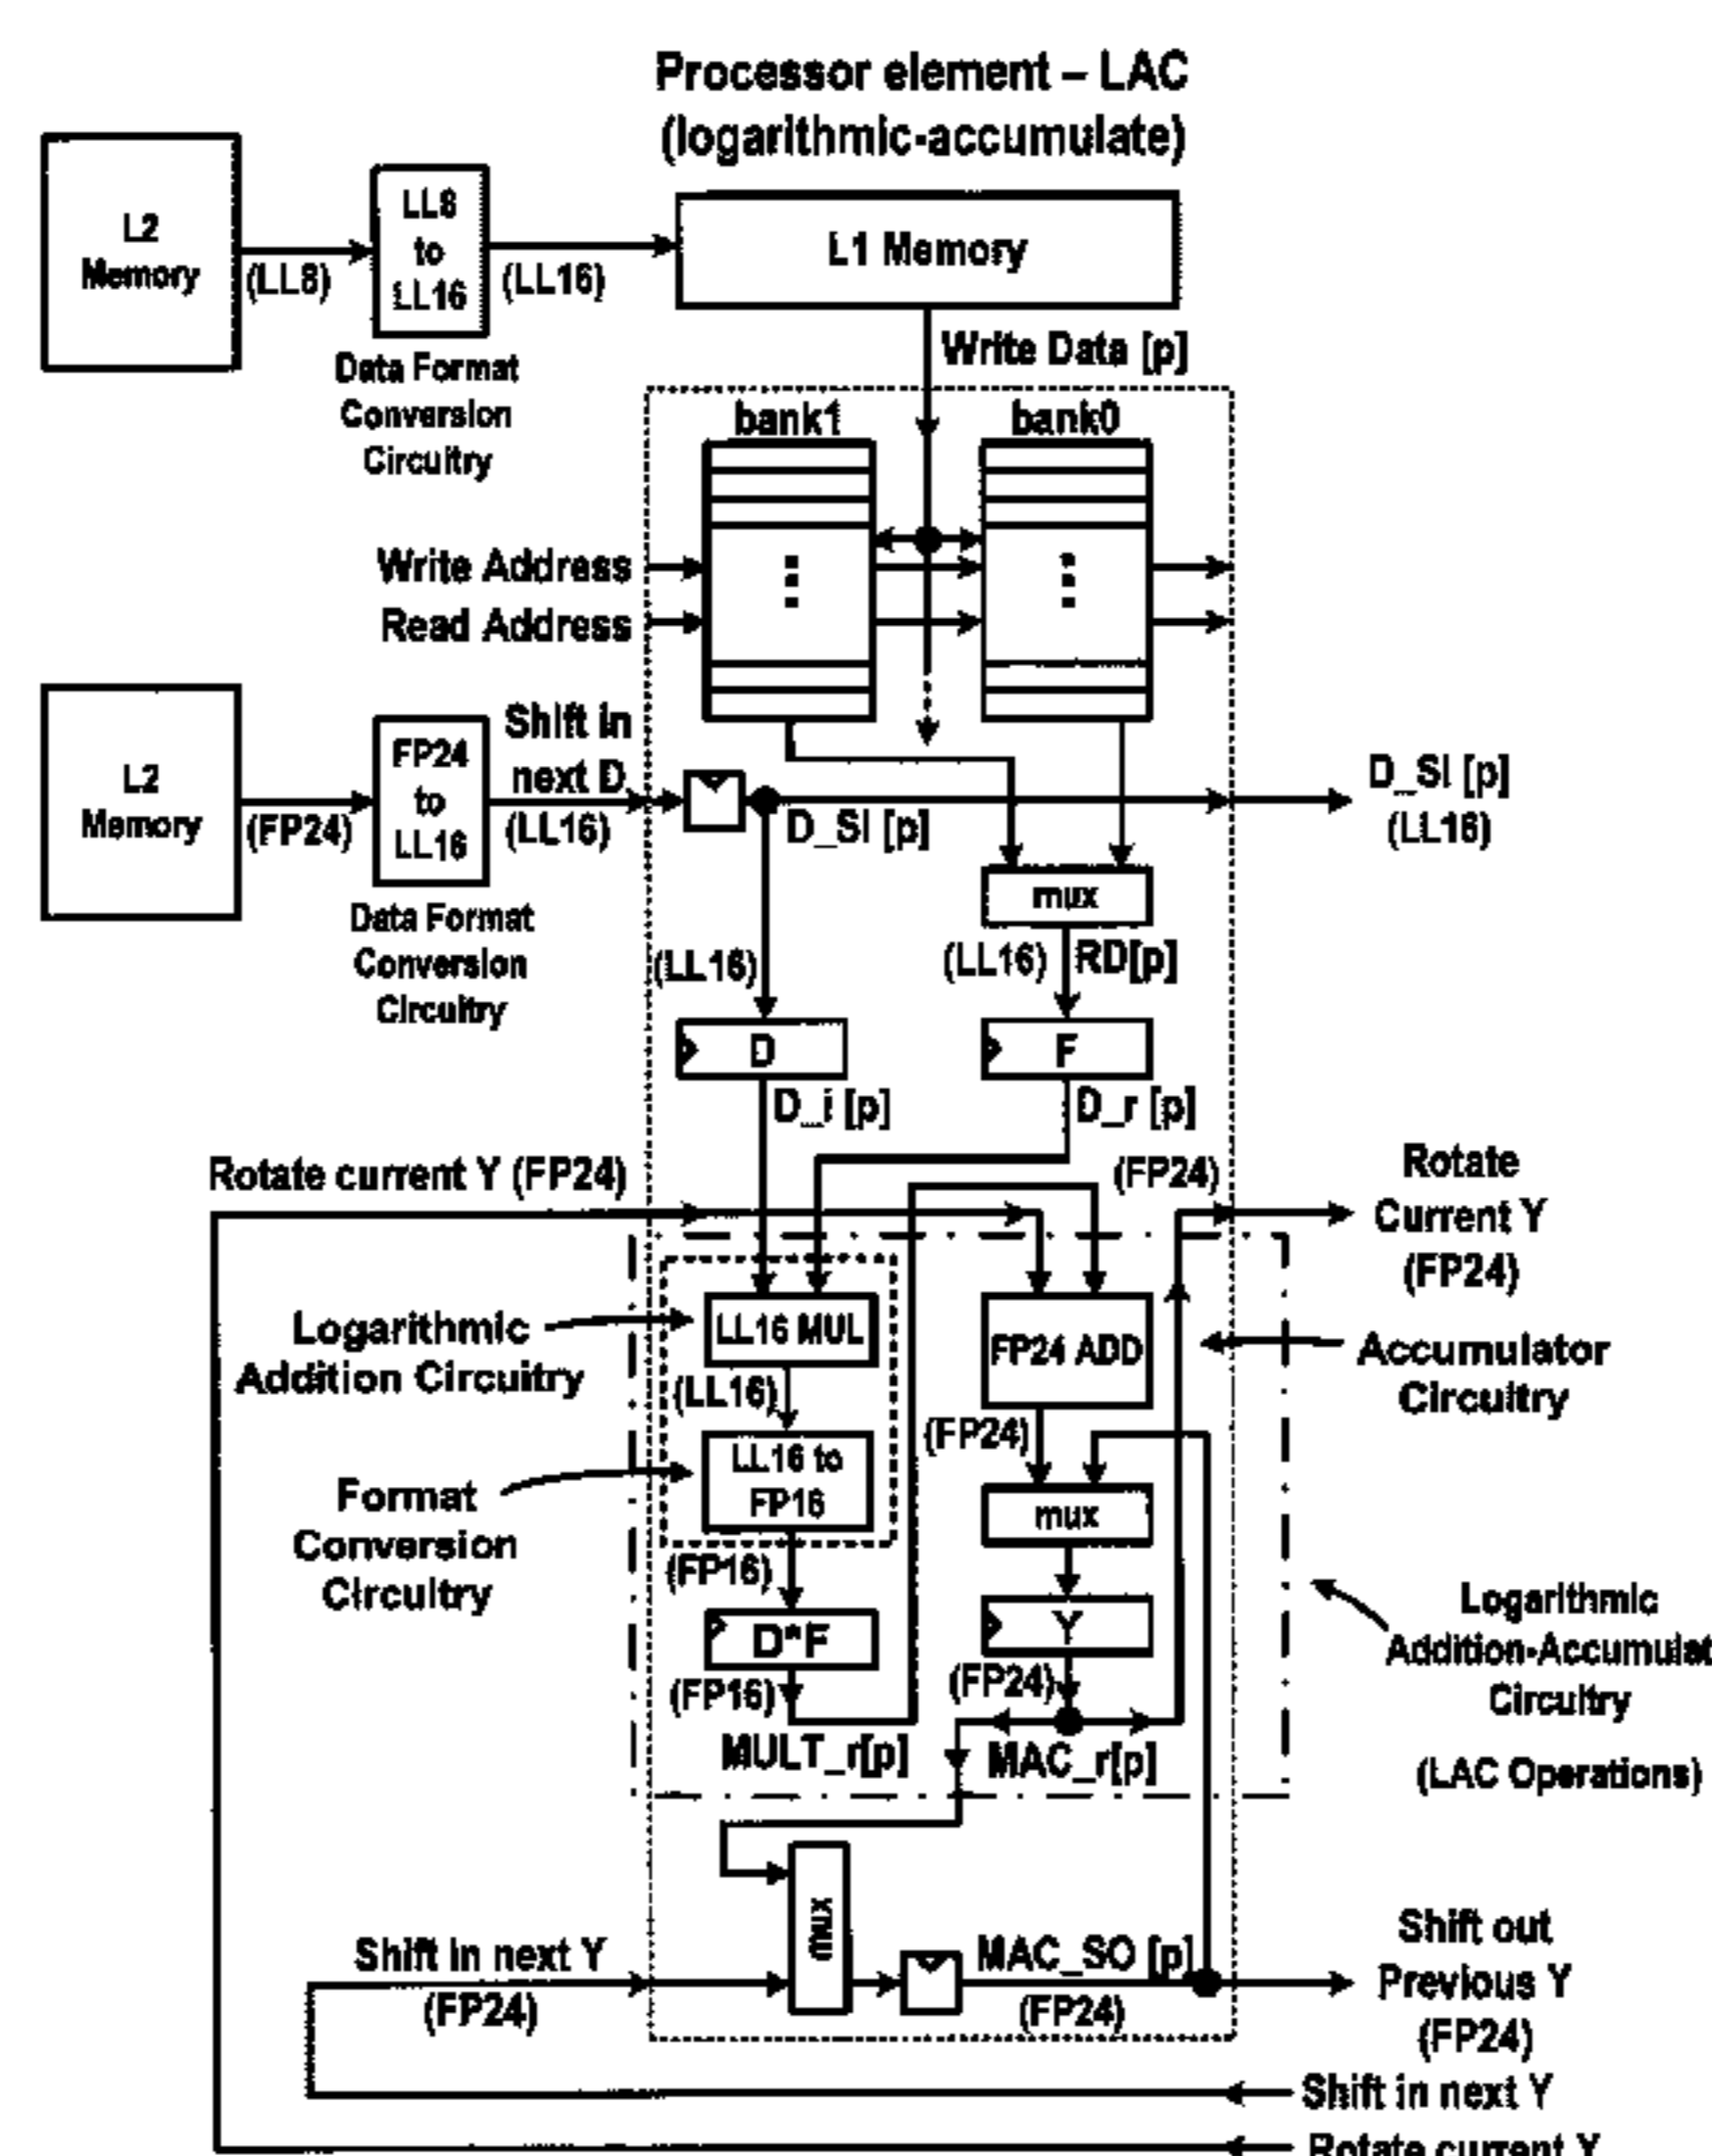 Processor element – LAC
(logarithmic-accumulate)
L2
Memory
(LL8)
LL8
to
LL16
(LL16)
L1 Memory
Data Format
Conversion
Circuitry
Write Data [p]
bank1
bank0
Write Address
Read Address
L2
Memory
(FP24)
FP24
to
LL16
Shift in
next D
(LL16)
Data Format
Conversion
Circuitry
D_SI [p]
D_SI [p]
(LL16)
mux
(LL16)
(LL16)
RD[p]
D
F
D_i [p]
D_r [p]
Rotate current Y (FP24)
(FP24)
Rotate
Current Y
(FP24)
Logarithmic
Addition Circuitry
LL16 MUL
FP24 ADD
Accumulator
Circuitry
(LL16)
(FP24)
Format
Conversion
Circuitry
LL16 to
FP16
mux
(FP16)
D*F
Y
(FP16)
(FP24)
MULT_r[p]
MAC_r[p]
Logarithmic
Addition-Accumulat
Circuitry
(LAC Operations)
mux
Shift in next Y
(FP24)
MAC_SO [p]
(FP24)
Shift out
Previous Y
(FP24)
Shift in next Y
Rotate current Y